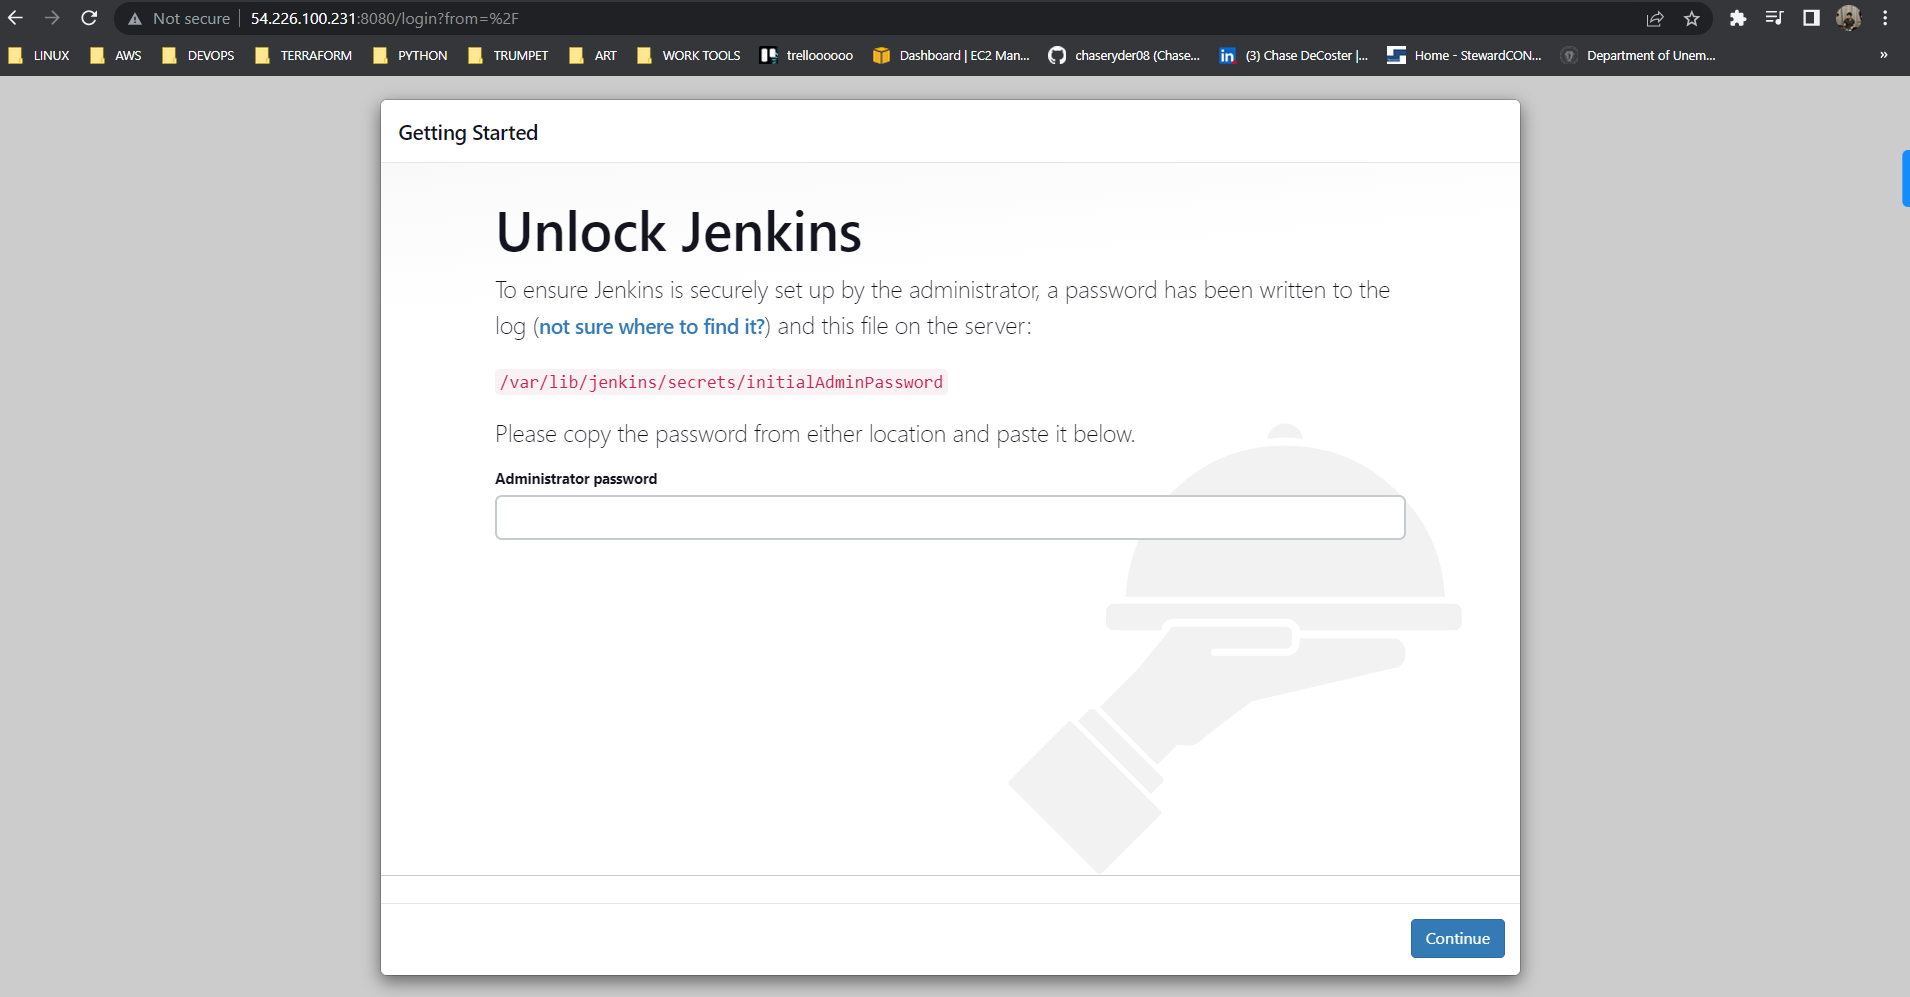 Not secure 54.226.100.231:8080/login?from=%2F
LINUX AWS DEVOPS TERRAFORM PYTHON TRUMPET ART WORK TOOLS trelloooooo Dashboard | EC2 Man... chaseryder08 (Chase... (3) Chase DeCoster |... Home - StewardCON... Department of Unem... »
Getting Started
Unlock Jenkins
To ensure Jenkins is securely set up by the administrator, a password has been written to the
log (not sure where to find it?) and this file on the server:
/var/lib/jenkins/secrets/initialAdminPassword
Please copy the password from either location and paste it below.
Administrator password
Continue